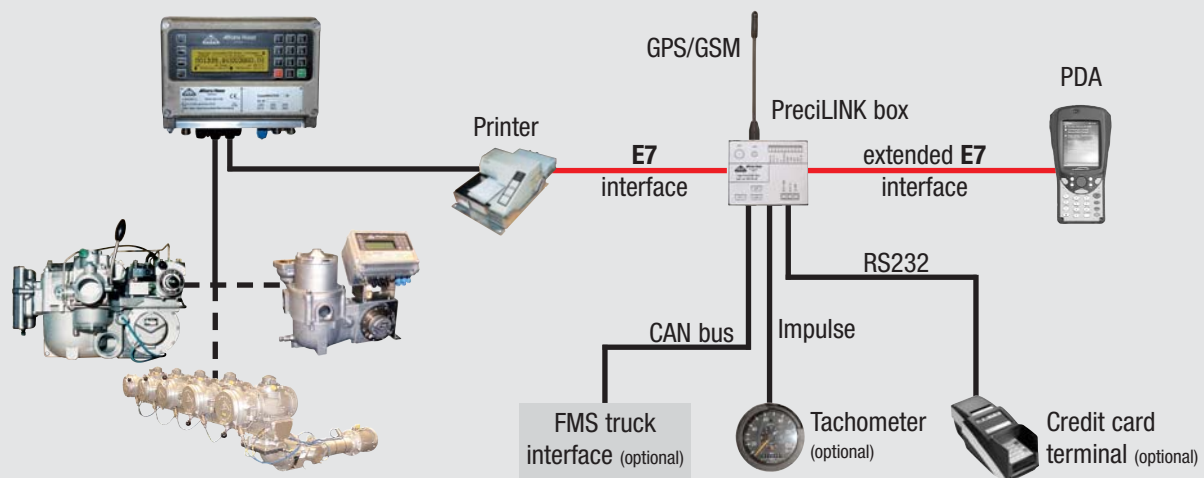 GPS/GSM
PDA
PreciLINK box
Printer
E7
interface
extended E7
interface
RS232
CAN bus
Impulse
FMS truck
interface (optional)
Tachometer
(optional)
Credit card
terminal (optional)